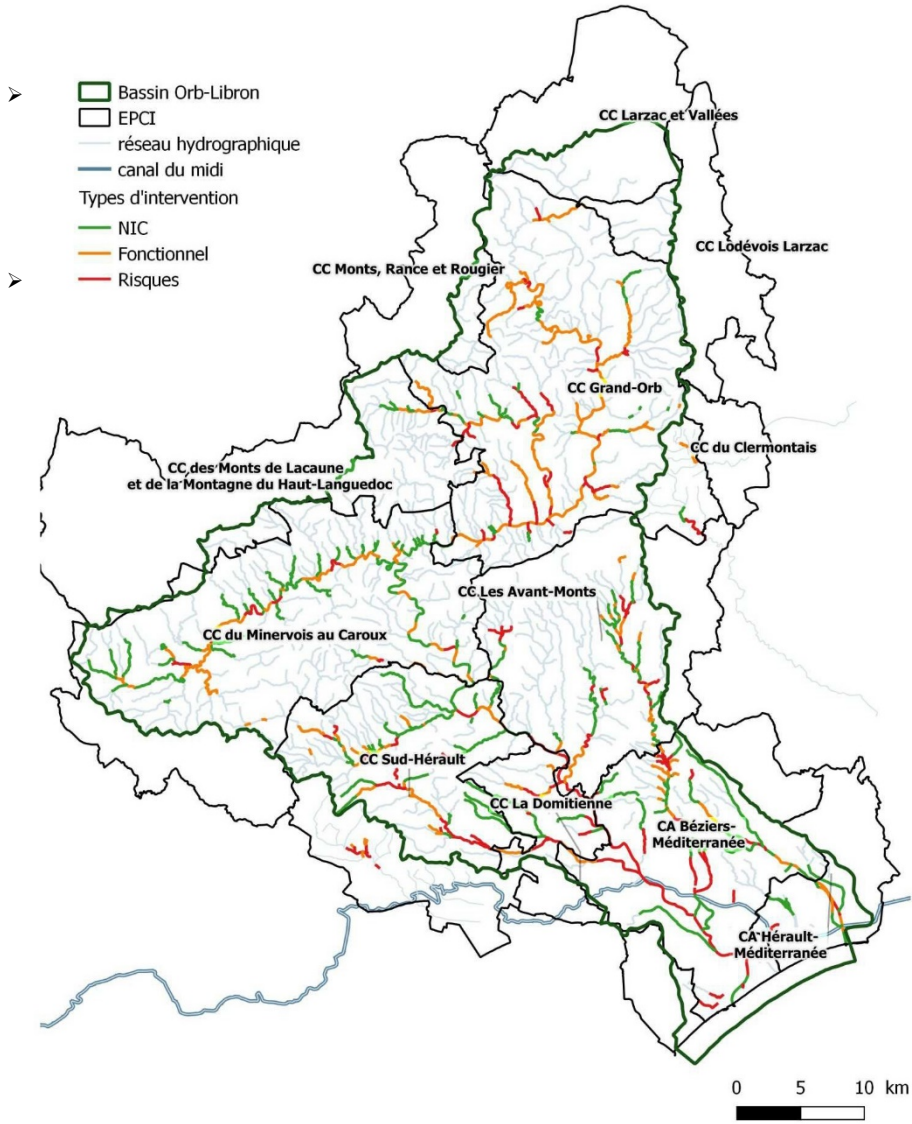 ➢
Bassin Orb-Libron
EPCI
réseau hydrographique
canal du midi
Types d'intervention
NIC
Fonctionnel
➢
Risques
CC Larzac et Vallées
CC Lodévois Larzac
CC Monts, Rance et Rougier
CC Grand-Orb
CC du Clermontais
CC des Monts de Lacaune
et de la Montagne du Haut-Languedoc
CC Les Avant-Monts
CC du Minervois au Caroux
CC Sud-Hérault
CC La Domitienne
CA Béziers-
Méditerranée
CA Hérault-
Méditerranée
0 5 10 km